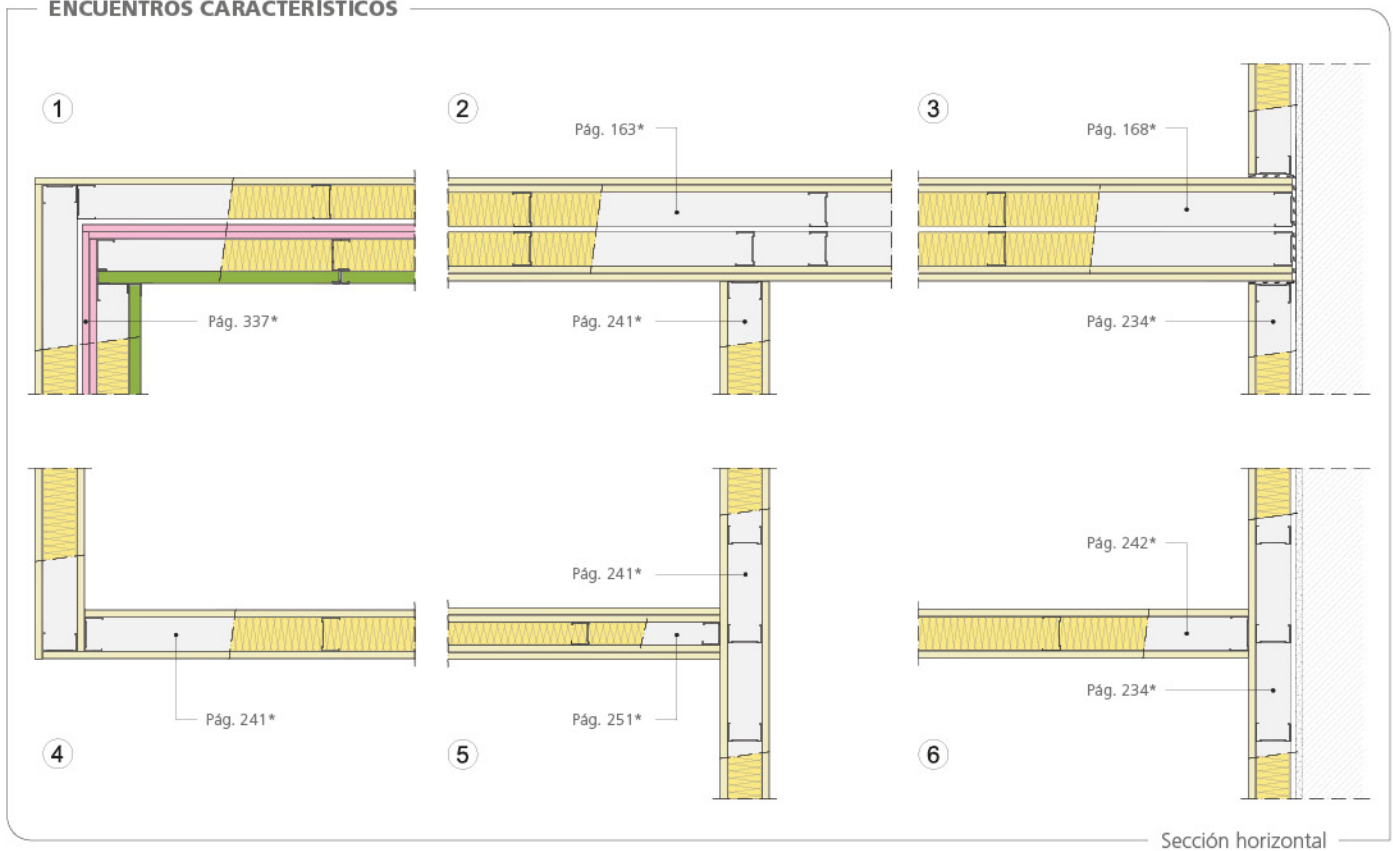 ENCUENTROS CARACTERÍSTICOS
1
2
3
Pág. 163*
Pág. 168*
Pág. 337*
Pág. 241*
Pág. 234*
Pág. 241*
Pág. 242*
Pág. 241*
Pág. 251*
Pág. 234*
4
5
6
Sección horizontal